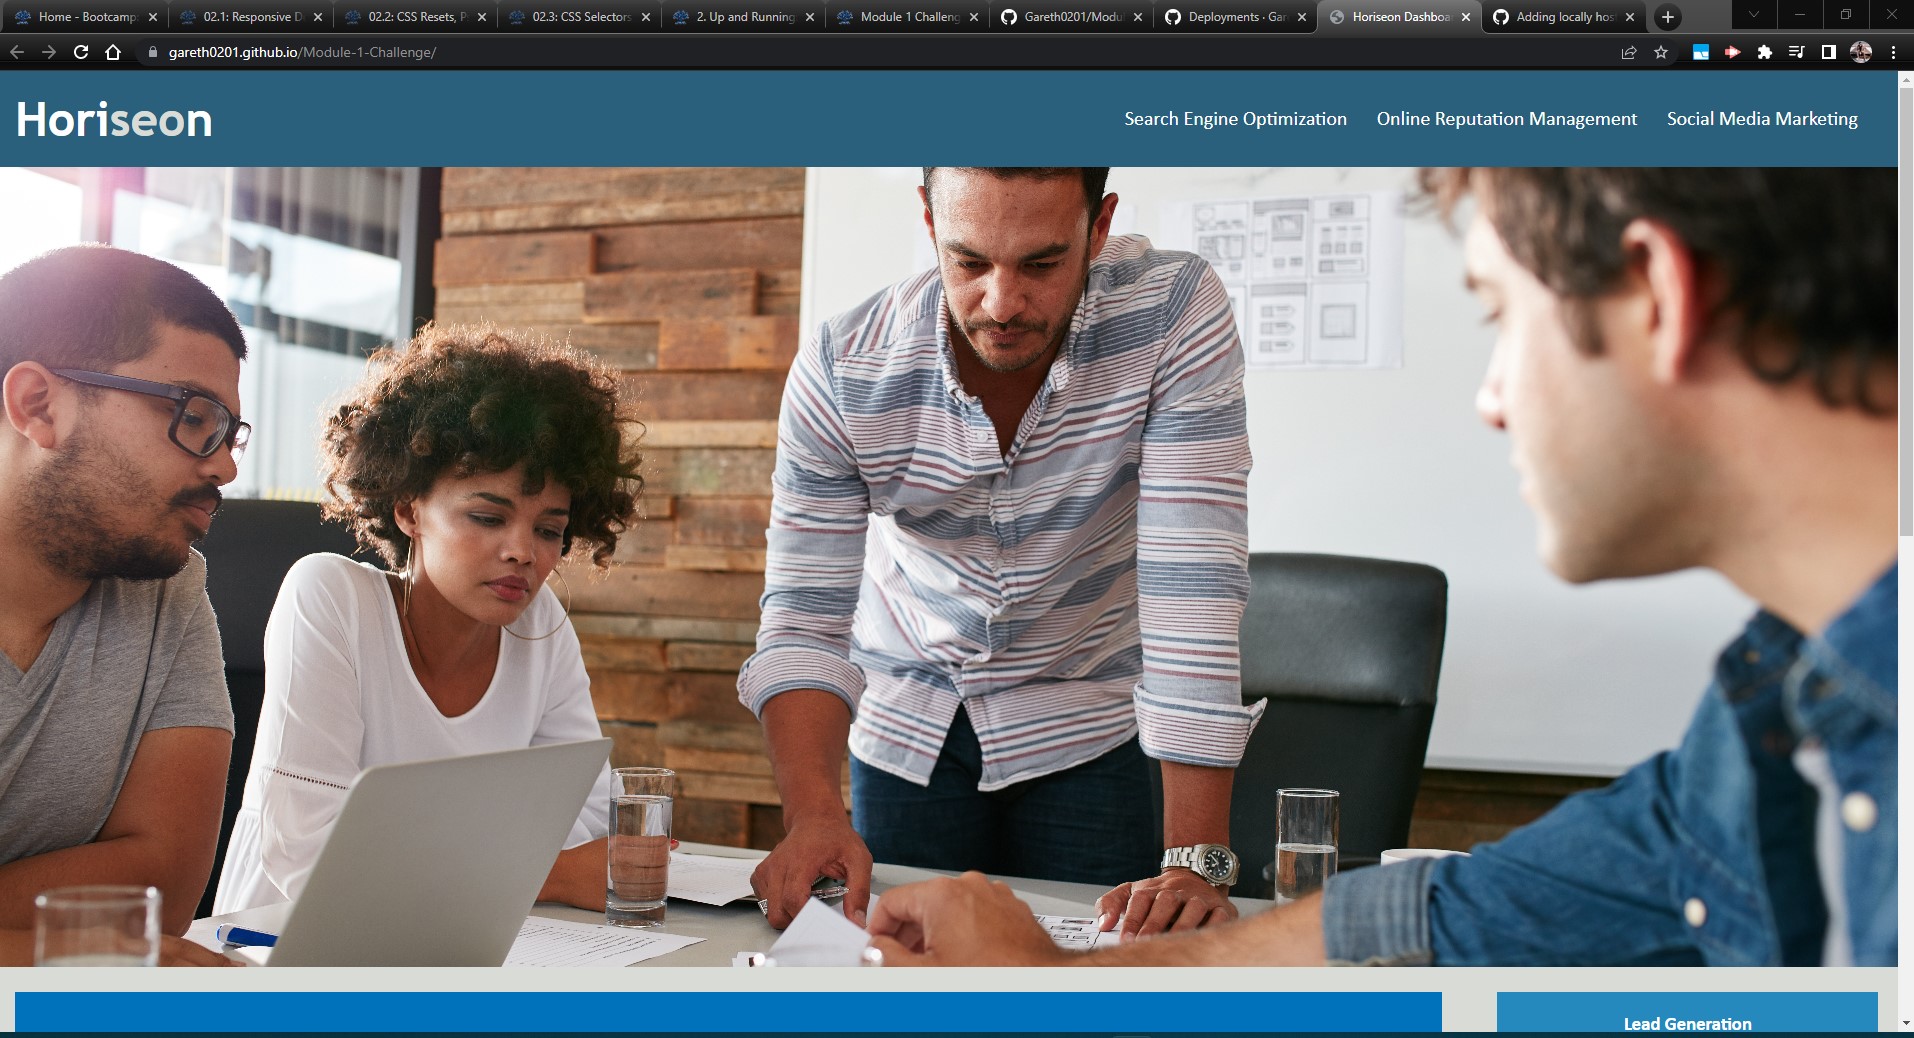 Home - Bootcamp
02.1: Responsive D
02.2: CSS Resets, P
02.3: CSS Selectors
2. Up and Running
Module 1 Challeng
Gareth0201/Modul
Deployments · Gar
Horiseon Dashboar
Adding locally hos
gareth0201.github.io/Module-1-Challenge/
Horiseon
Search Engine Optimization
Online Reputation Management
Social Media Marketing
Lead Generation